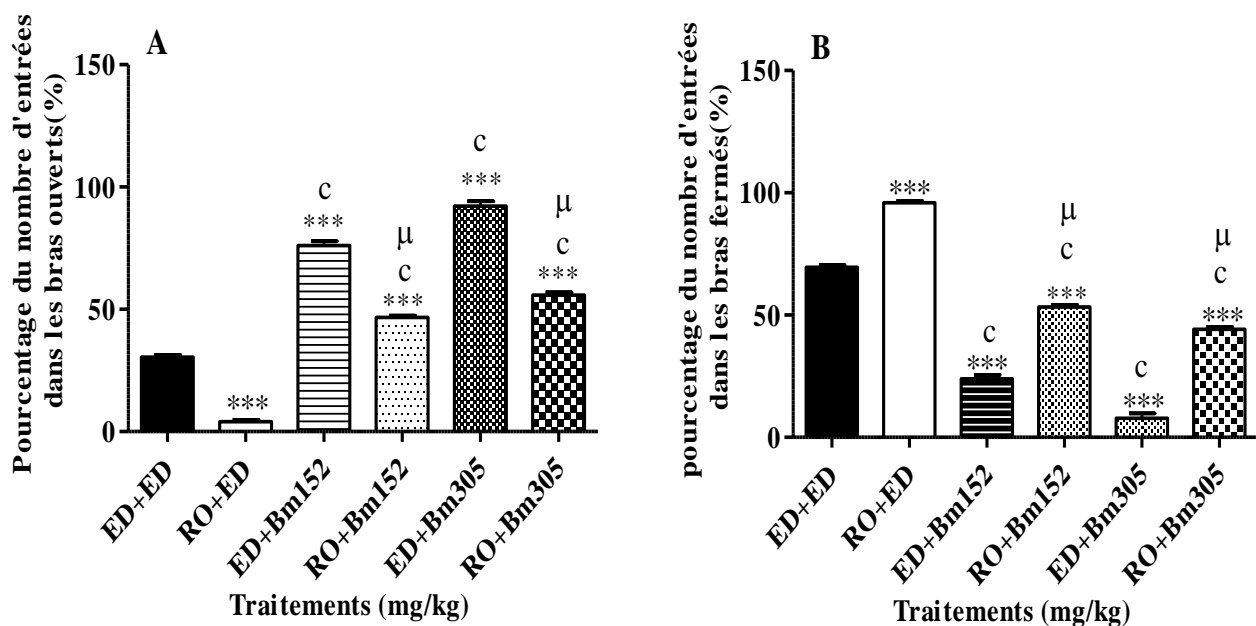 A
Pourcentage du nombre d'entrées
dans les bras ouverts(%)
150
100
50
0
***
c
***
μ
c
***
c
***
μ
c
***
ED+ED
RO+ED
ED+Bm152
RO+Bm152
ED+Bm305
RO+Bm305
Traitements (mg/kg)
B
pourcentage du nombre d'entrées
dans les bras fermés(%)
150
100
50
0
***
c
***
μ
c
***
c
***
μ
c
***
ED+ED
RO+ED
ED+Bm152
RO+Bm152
ED+Bm305
RO+Bm305
Traitements (mg/kg)